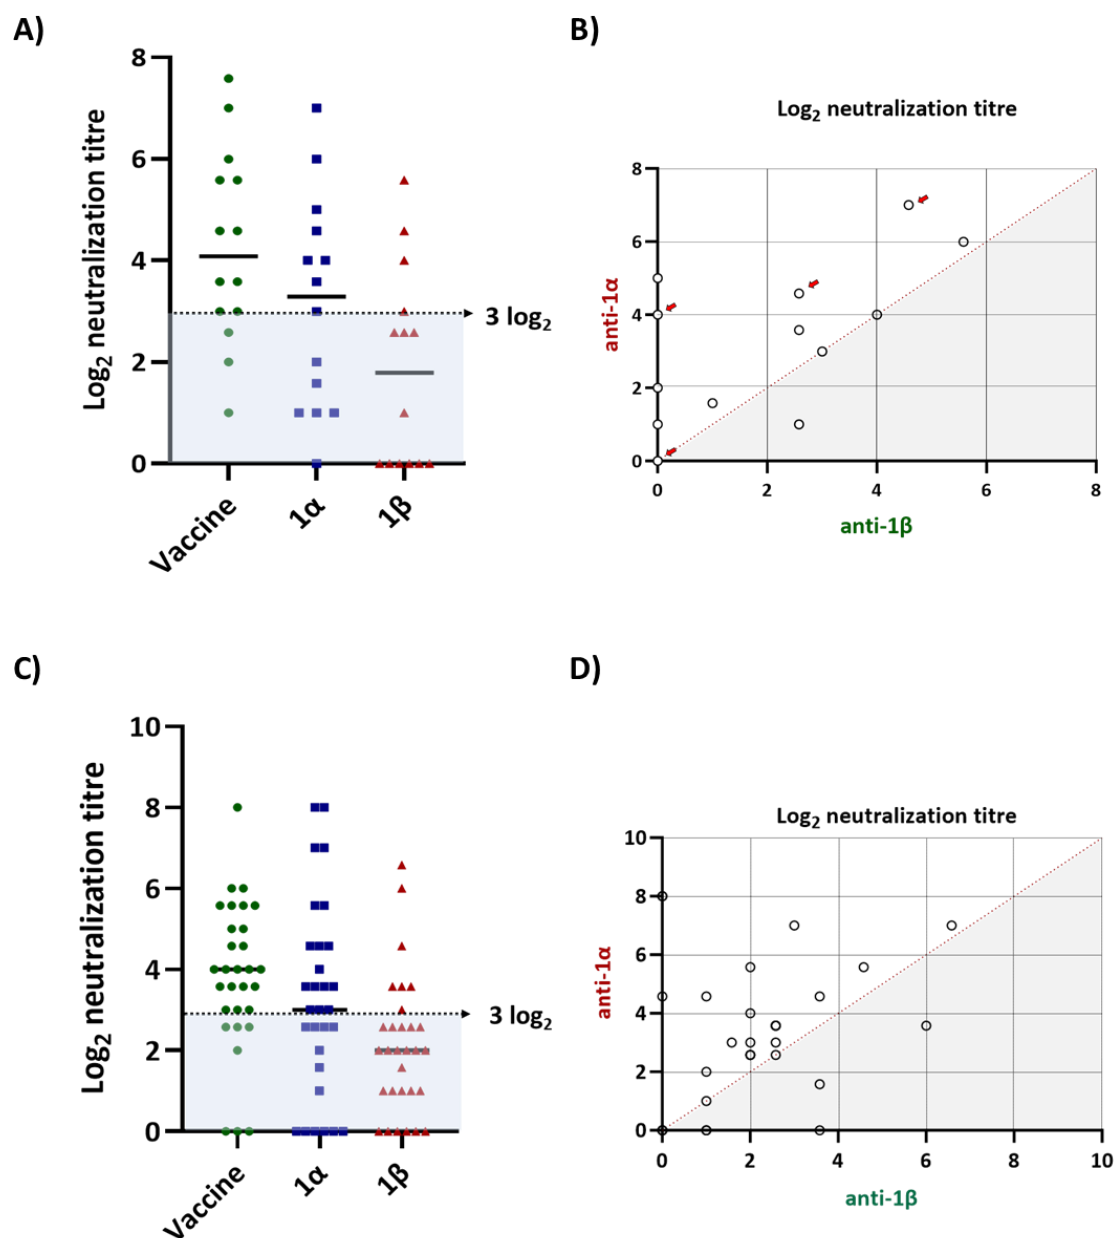 A)
8
6
4
2
0
Log2 neutralization titre
3 log2
Vaccine
1α
1β
B)
Log2 neutralization titre
8
6
4
2
0
anti-1α
0 2 4 6 8
anti-1β
C)
10
8
6
4
2
0
Log2 neutralization titre
3 log2
Vaccine
1α
1β
D)
Log2 neutralization titre
10
8
6
4
2
0
anti-1α
0 2 4 6 8 10
anti-1β